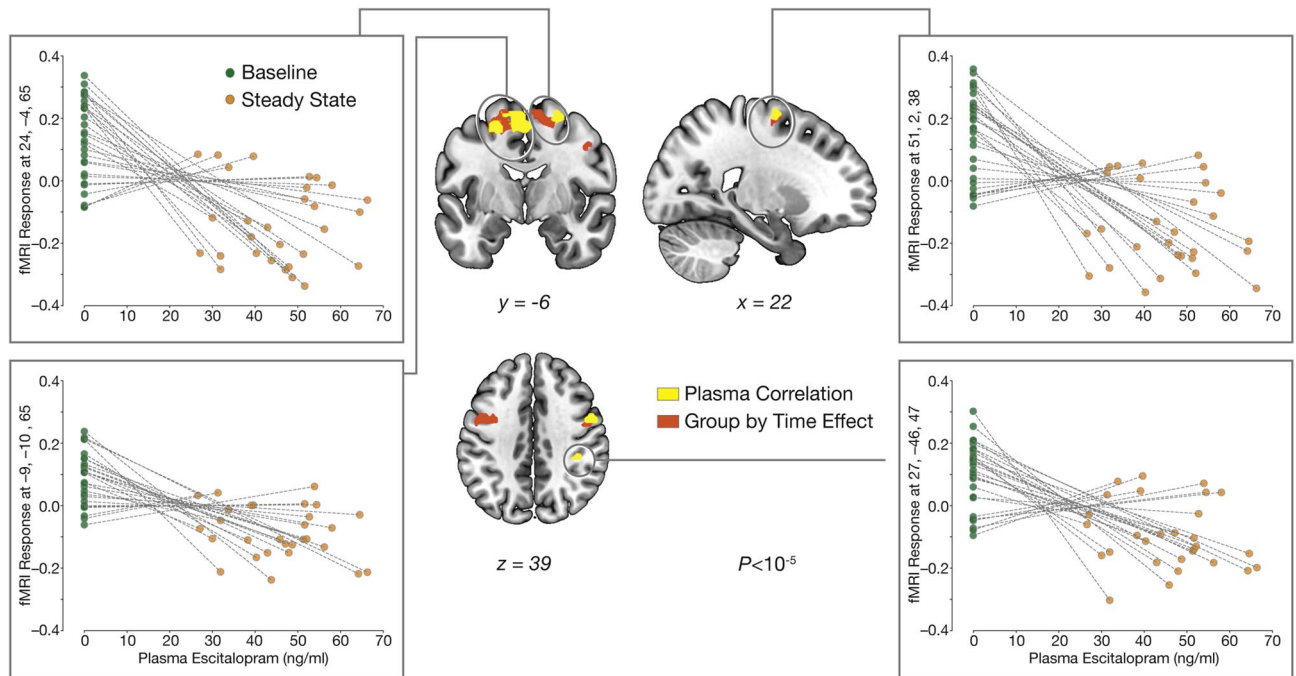 fMRI Response at 24, −4, 65
0.4
0.2
0.0
−0.2
−0.4
0 10 20 30 40 50 60 70
Baseline
Steady State
y = -6
x = 22
fMRI Response at 51, 2, 38
0.4
0.2
0.0
−0.2
−0.4
0 10 20 30 40 50 60 70
fMRI Response at −9, −10 , 65
0.4
0.2
0.0
−0.2
−0.4
0 10 20 30 40 50 60 70
Plasma Escitalopram (ng/ml)
Plasma Correlation
Group by Time Effect
z = 39
P<10⁻⁵
fMRI Response at 27, −46, 47
0.4
0.2
0.0
−0.2
−0.4
0 10 20 30 40 50 60 70
Plasma Escitalopram (ng/ml)